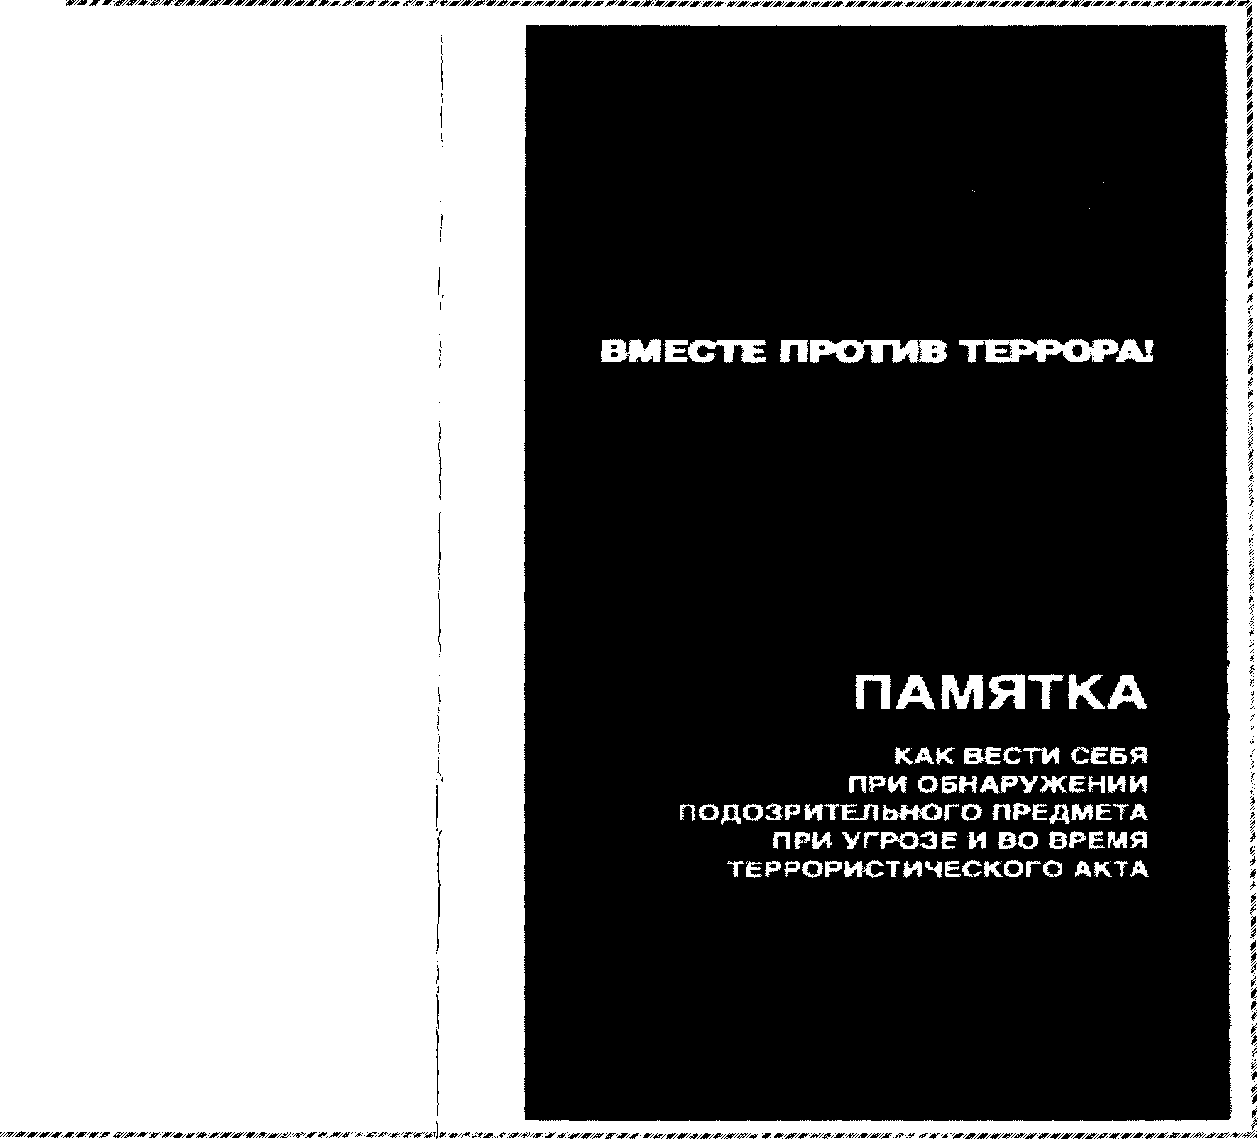 ВМЕСТЕ ПРОТИВ ТЕРРОРА!
ПАМЯТКА
КАК ВЕСТИ СЕБЯ
ПРИ ОБНАРУЖЕНИИ
ПОДОЗРИТЕЛЬНОГО ПРЕДМЕТА
ПРИ УГРОЗЕ И ВО ВРЕМЯ
ТЕРРОРИСТИЧЕСКОГО АКТА